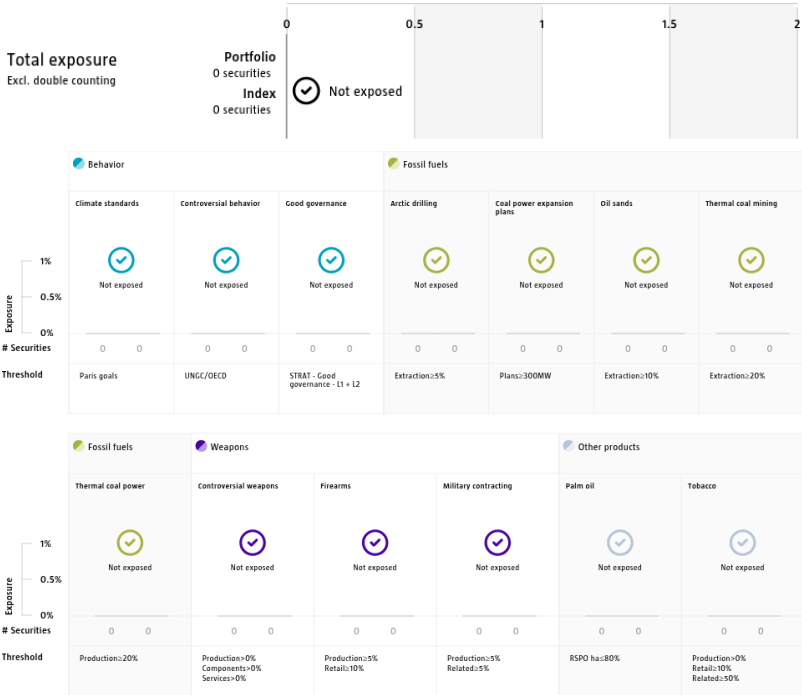 0 0.5 1 1.5 2
Total exposure
Excl. double counting
Portfolio
0 securities
Index
0 securities
Not exposed
Behavior Fossil fuels
Climate standards Controversial behavior Good governance Arctic drilling Coal power expansion plans Oil sands Thermal coal mining
1%
Not exposed Not exposed Not exposed Not exposed Not exposed Not exposed Not exposed
0.5%
Exposure
0%
# Securities 0 0 0 0 0 0 0 0 0 0 0 0 0 0
Threshold Paris goals UNGC/OECD STRAT - Good governance - L1 + L2 Extraction≥5% Plans≥300MW Extraction≥10% Extraction≥20%
Fossil fuels Weapons Other products
Thermal coal power Controversial weapons Firearms Military contracting Palm oil Tobacco
1%
Not exposed Not exposed Not exposed Not exposed Not exposed Not exposed
0.5%
Exposure
0%
# Securities 0 0 0 0 0 0 0 0 0 0 0 0
Threshold Production≥20% Production>0% Production≥5% Production≥5% RSPO ha≤80% Production>0%
Components>0% Retail≥10% Related≥5% Retail≥10%
Services>0% Related≥50%